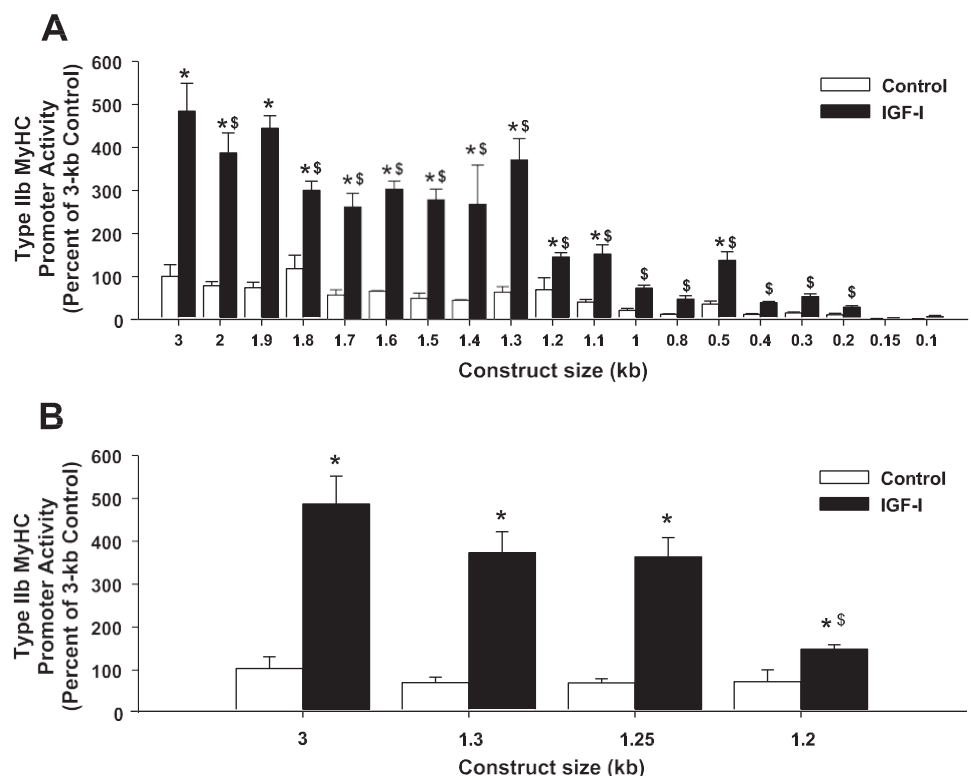 A
Type IIb MyHC
Promoter Activity
(Percent of 3-kb Control)
600
500
400
300
200
100
0
Control
IGF-I
* *$ * *$ *$ *$ *$ *$ *$ *$ *$ $ $ *$ $ $ $
3 2 1.9 1.8 1.7 1.6 1.5 1.4 1.3 1.2 1.1 1 0.8 0.5 0.4 0.3 0.2 0.15 0.1
Construct size (kb)
B
Type IIb MyHC
Promoter Activity
(Percent of 3-kb Control)
600
500
400
300
200
100
0
Control
IGF-I
* * * *$
3 1.3 1.25 1.2
Construct size (kb)